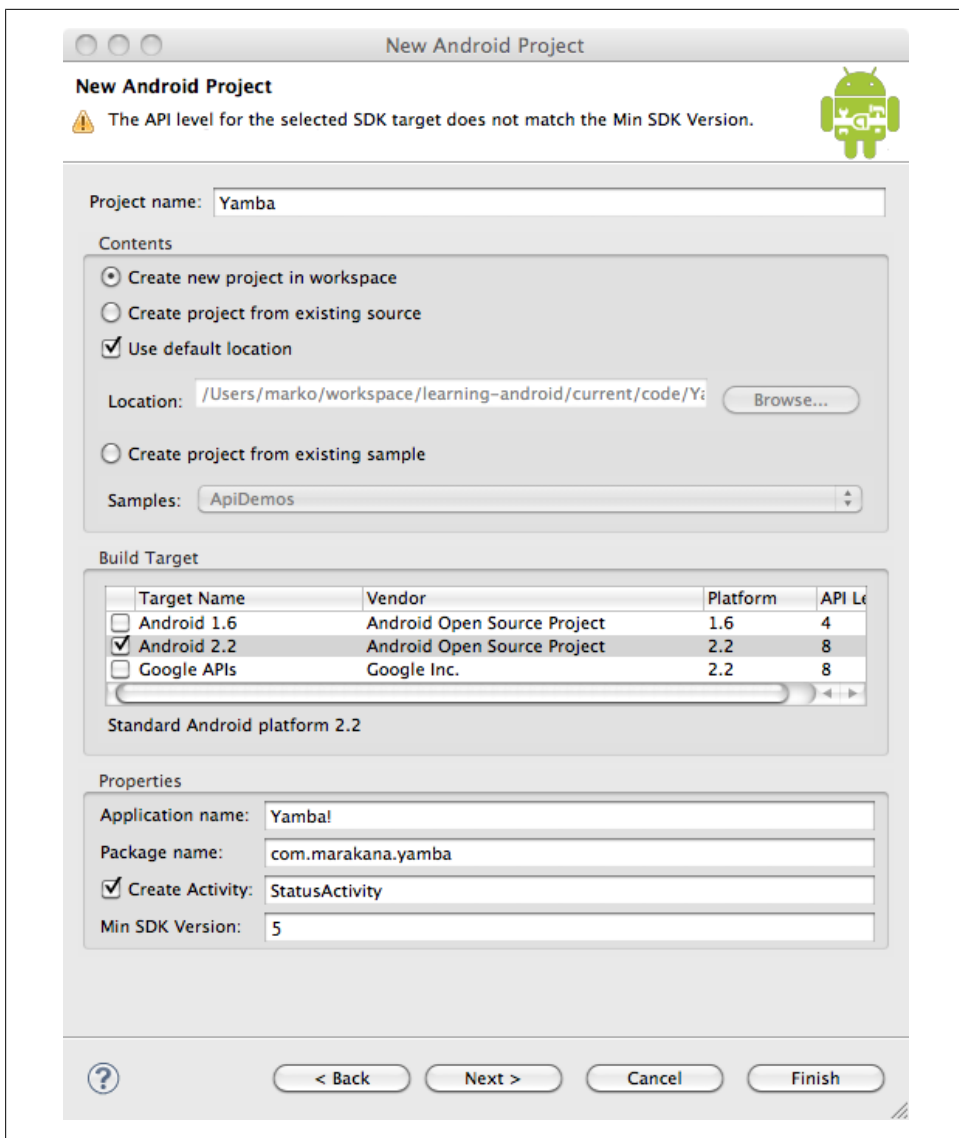 New Android Project
New Android Project
The API level for the selected SDK target does not match the Min SDK Version.
Project name: Yamba
Contents
Create new project in workspace
Create project from existing source
Use default location
Location: /Users/marko/workspace/learning-android/current/code/Ya Browse...
Create project from existing sample
Samples: ApiDemos
Build Target
Target Name Vendor Platform API Le
Android 1.6 Android Open Source Project 1.6 4
Android 2.2 Android Open Source Project 2.2 8
Google APIs Google Inc. 2.2 8
Standard Android platform 2.2
Properties
Application name: Yamba!
Package name: com.marakana.yamba
Create Activity: StatusActivity
Min SDK Version: 5
? < Back Next > Cancel Finish